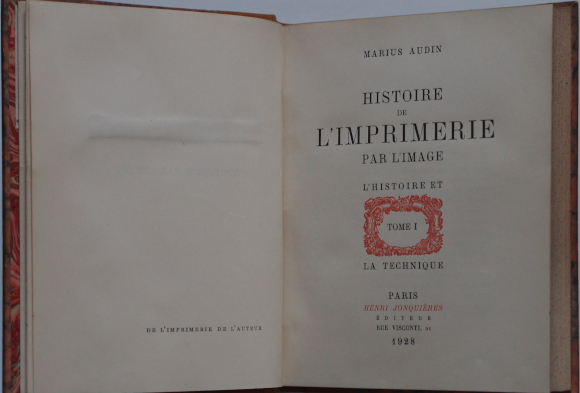 DE L'IMPRIMERIE DE L'AUTEUR
MARIUS AUDIN
HISTOIRE
DE
L'IMPRIMERIE
PAR L'IMAGE
L'HISTOIRE ET
TOME I
LA TECHNIQUE
PARIS
HENRI JONQUIÈRES
ÉDITEUR
RUE VISCONTI,
1928